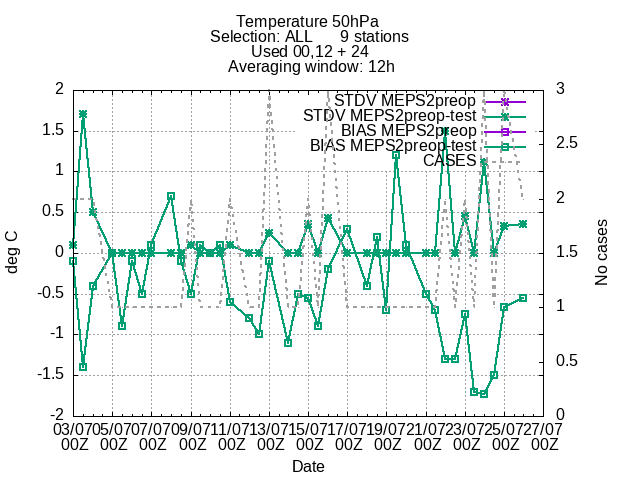 Temperature 50hPa
Selection: ALL 9 stations
Used 00,12 + 24
Averaging window: 12h
STDV MEPS2preop
STDV MEPS2preop-test
BIAS MEPS2preop
BIAS MEPS2preop-test
CASES
deg C
2
1.5
1
0.5
0
-0.5
-1
-1.5
-2
No cases
3
2.5
2
1.5
1
0.5
0
03/07 05/07 07/07 09/07 11/07 13/07 15/07 17/07 19/07 21/07 23/07 25/07 27/07
00Z 00Z 00Z 00Z 00Z 00Z 00Z 00Z 00Z 00Z 00Z 00Z 00Z
Date